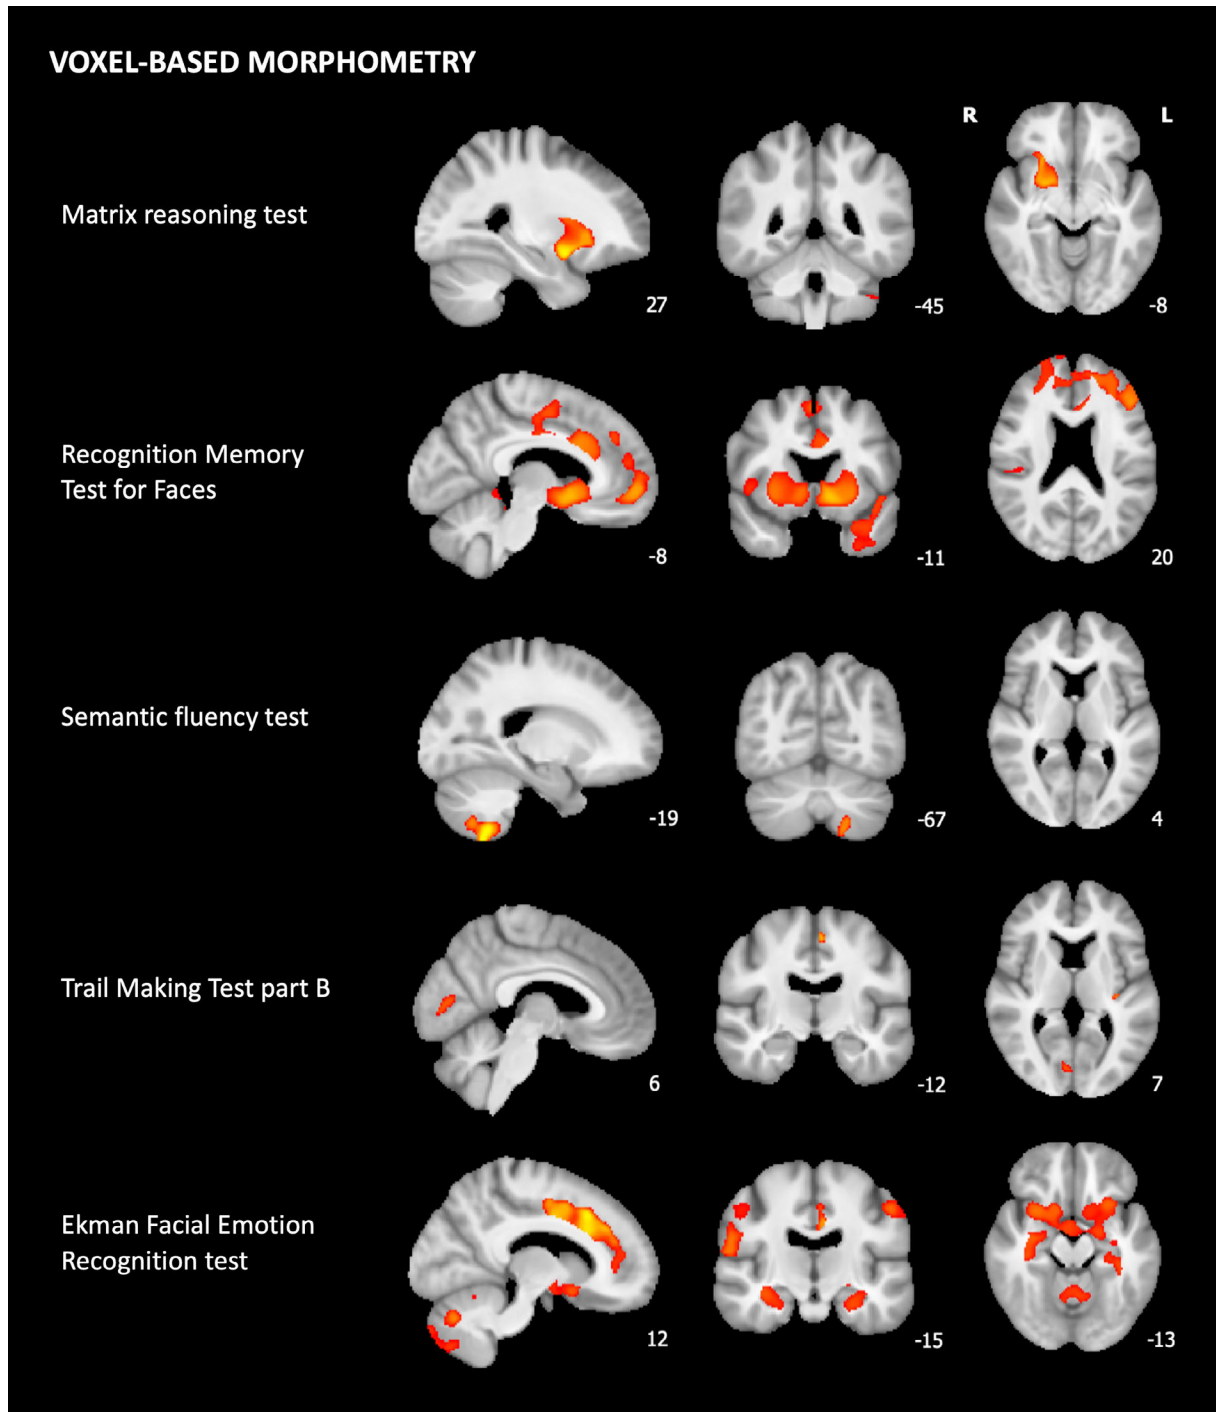 VOXEL-BASED MORPHOMETRY
R L
Matrix reasoning test
27 -45 -8
Recognition Memory
Test for Faces
-8 -11 20
Semantic fluency test
-19 -67 4
Trail Making Test part B
6 -12 7
Ekman Facial Emotion
Recognition test
12 -15 -13